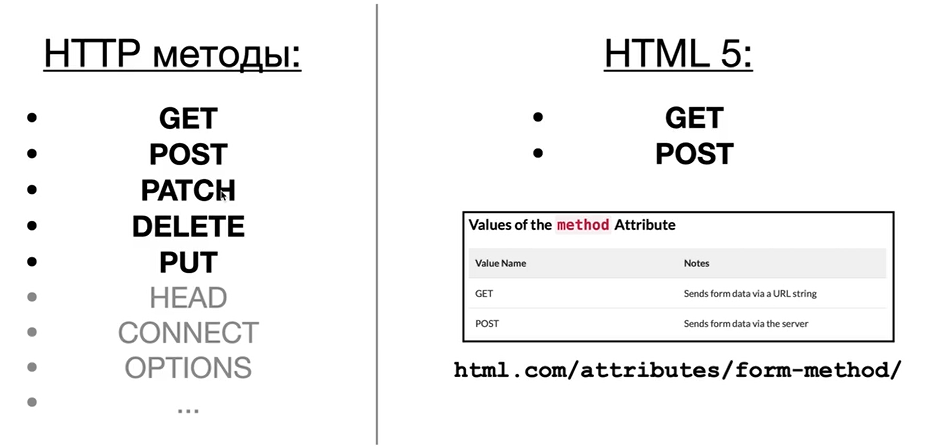 HTTP методы:
• GET
• POST
• PATCH
• DELETE
• PUT
• HEAD
• CONNECT
• OPTIONS
• ...
HTML 5:
• GET
• POST
Values of the method Attribute
Value Name Notes
GET Sends form data via a URL string
POST Sends form data via the server
html.com/attributes/form-method/